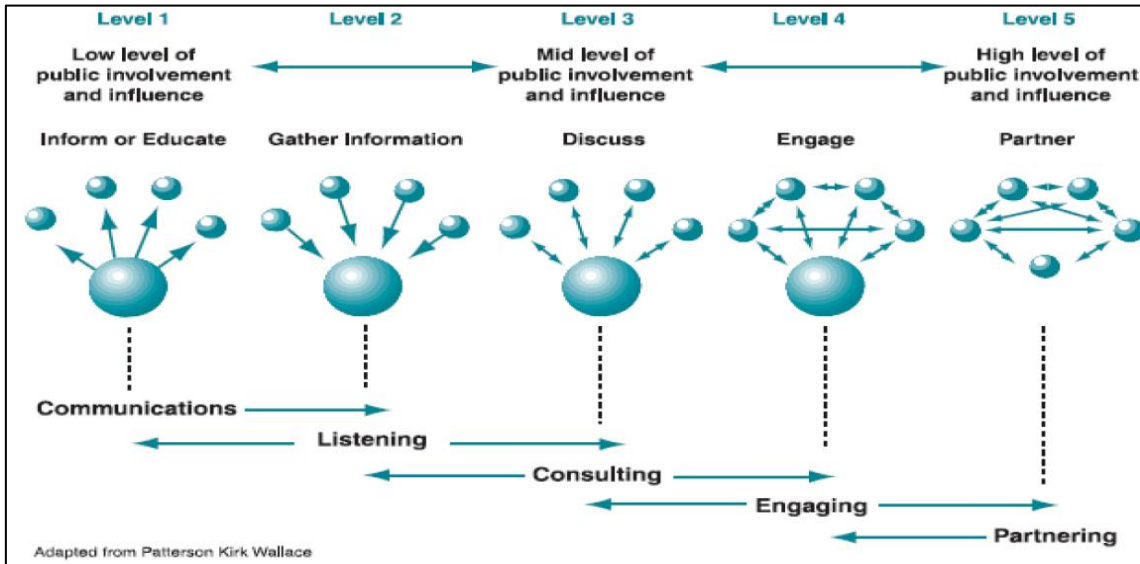 Level 1
Level 2
Level 3
Level 4
Level 5
Low level of
public involvement
and influence
Mid level of
public involvement
and influence
High level of
public involvement
and influence
Inform or Educate
Gather Information
Discuss
Engage
Partner
Communications
Listening
Consulting
Engaging
Partnering
Adapted from Patterson Kirk Wallace